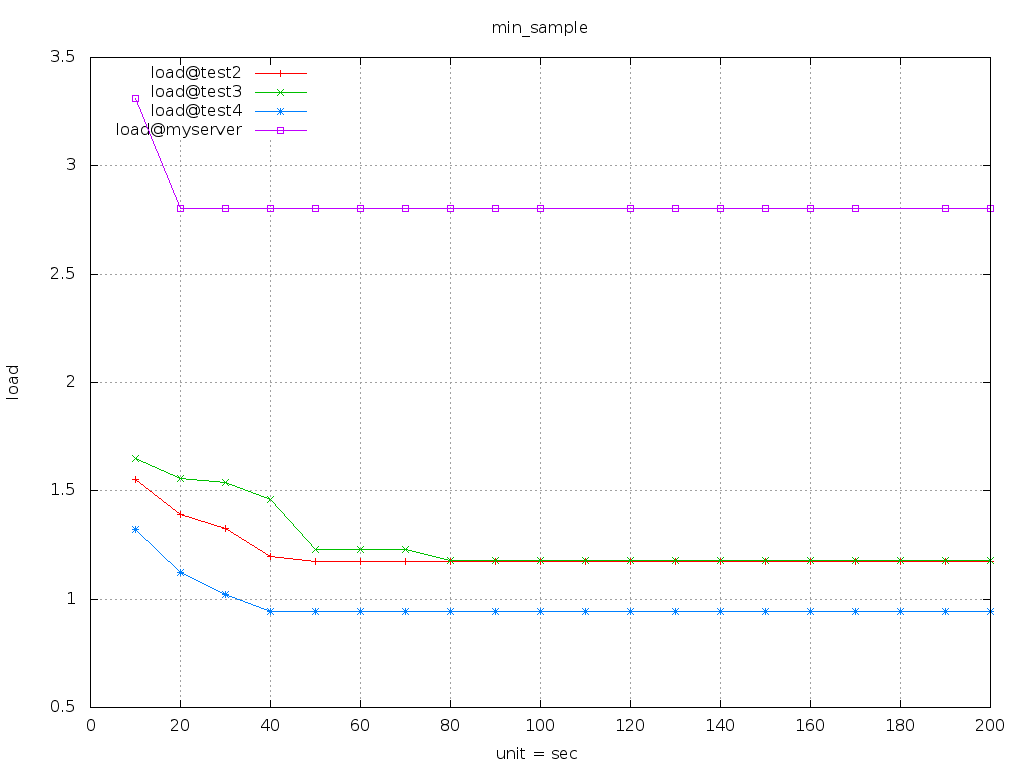 min_sample
3.5
load@test2
load@test3
load@test4
load@myserver
3
2.5
2
load
1.5
1
0.5
0 20 40 60 80 100 120 140 160 180 200
unit = sec